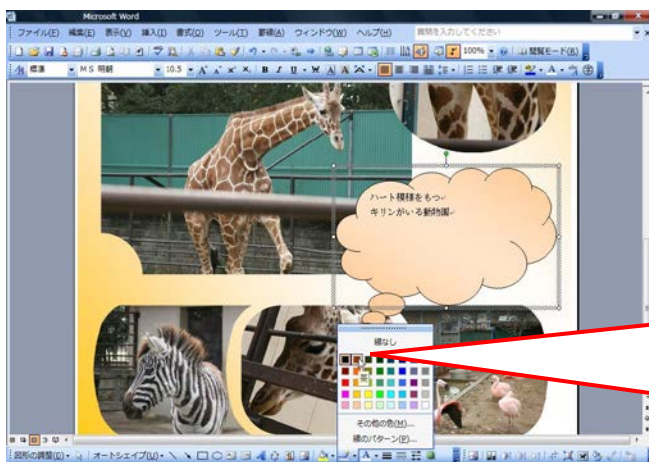 Microsoft Word
ファイル(F) 編集(E) 表示(V) 挿入(I) 書式(O) ツール(T) 罫線(A) ウィンドウ(W) ヘルプ(H) 質問を入力してください
100% 閲覧モード(R)
標準 MS 明朝 10.5 B I U
ハート模様をもつ
キリンがいる動物園
線なし
茶
その他の色(M)...
線のパターン(P)...
図形の調整(D) オートシェイプ(U)